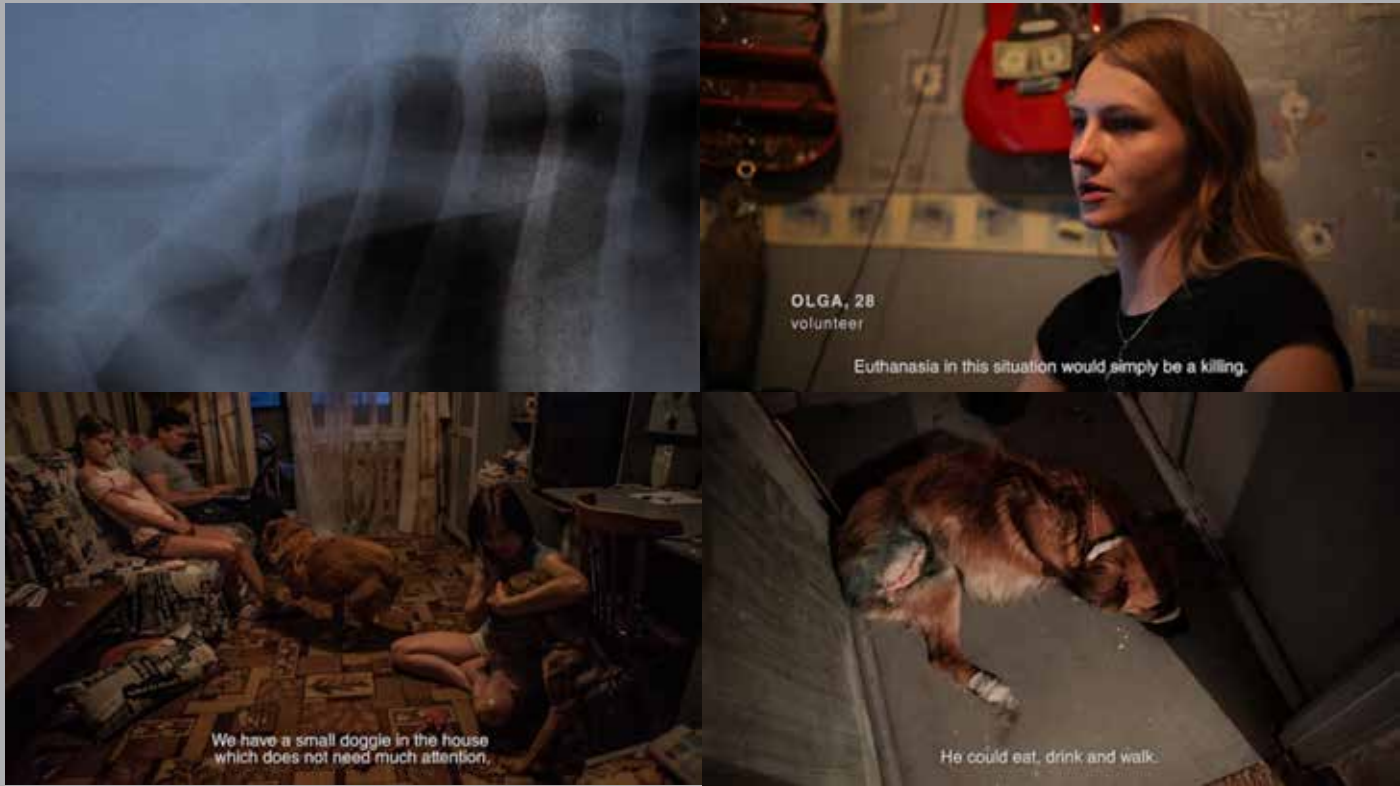 OLGA, 28
volunteer
Euthanasia in this situation would simply be a killing.
We have a small doggie in the house
which does not need much attention.
He could eat, drink and walk.